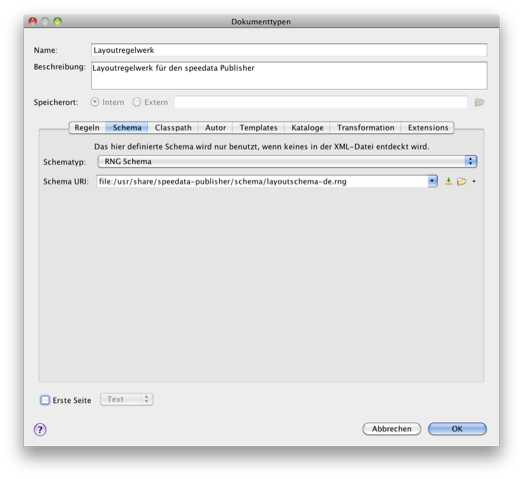 Dokumenttypen
Name: Layoutregelwerk
Beschreibung: Layoutregelwerk für den speedata Publisher
Speicherort: Intern Extern
Regeln Schema Classpath Autor Templates Kataloge Transformation Extensions
Das hier definierte Schema wird nur benutzt, wenn keines in der XML-Datei entdeckt wird.
Schematyp: RNG Schema
Schema URI: file:/usr/share/speedata-publisher/schema/layoutschema-de.rng
Erste Seite Text
? Abbrechen OK